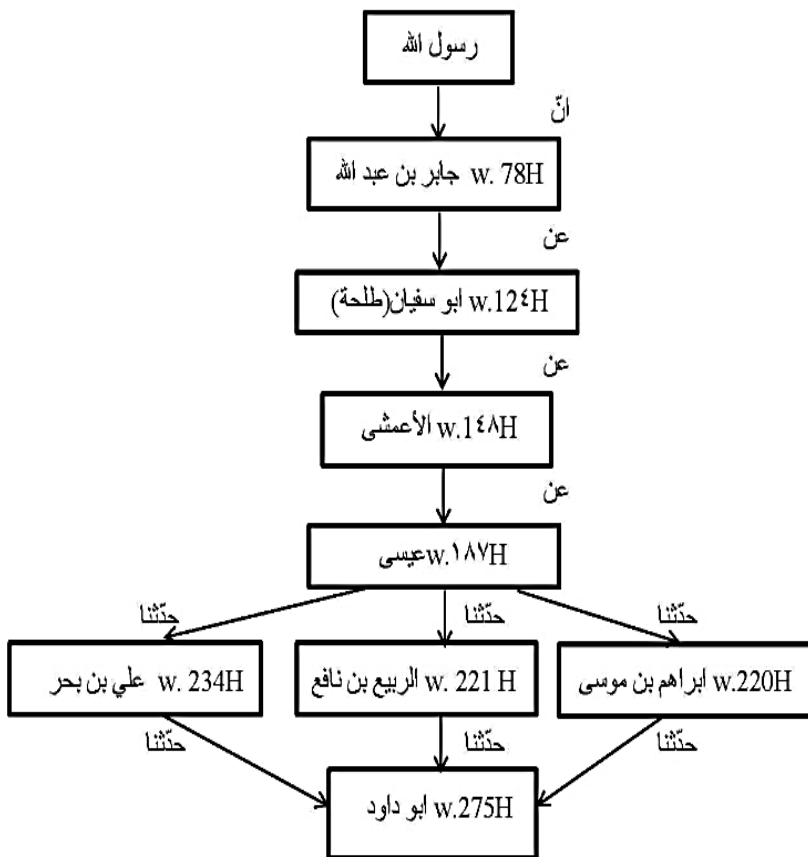 رسول الله
انّ
جابر بن عبد الله w. 78H
عن
ابو سفيان(طلحة) w.12٤H
عن
الأعمشى w.1٤٨H
عن
عيسى w.١٨٧H
حدّثنا حدّثنا حدّثنا
ابراهم بن موسى w.220H
الربيع بن نافع w. 221 H
علي بن بحر w. 234H
حدّثنا حدّثنا حدّثنا
ابو داود w.275H